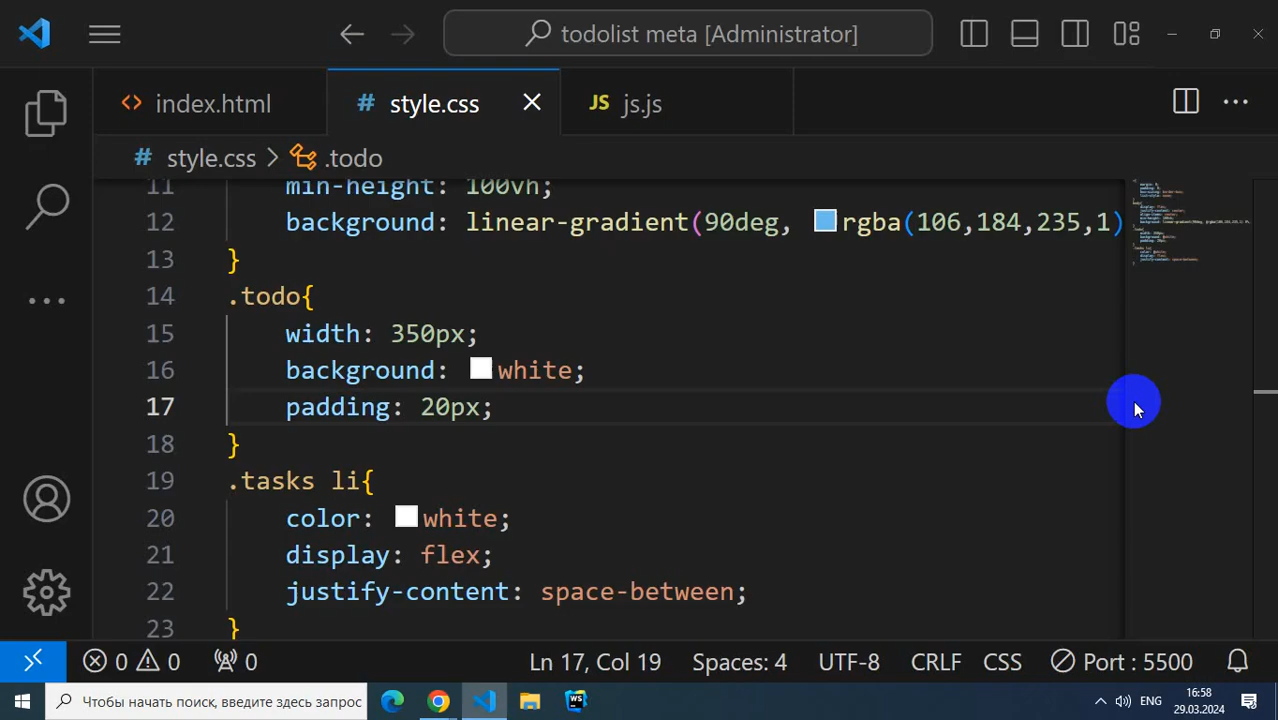 todolist meta [Administrator]
index.html
# style.css
JS js.js
# style.css > .todo
11 min-height: 100vh;
12 background: linear-gradient(90deg, rgba(106,184,235,1)
13 }
14 .todo{
15 width: 350px;
16 background: white;
17 padding: 20px;
18 }
19 .tasks li{
20 color: white;
21 display: flex;
22 justify-content: space-between;
23 }
0 0 0
Ln 17, Col 19
Spaces: 4
UTF-8
CRLF
CSS
Port : 5500
Чтобы начать поиск, введите здесь запрос
WS
ENG
16:58
29.03.2024